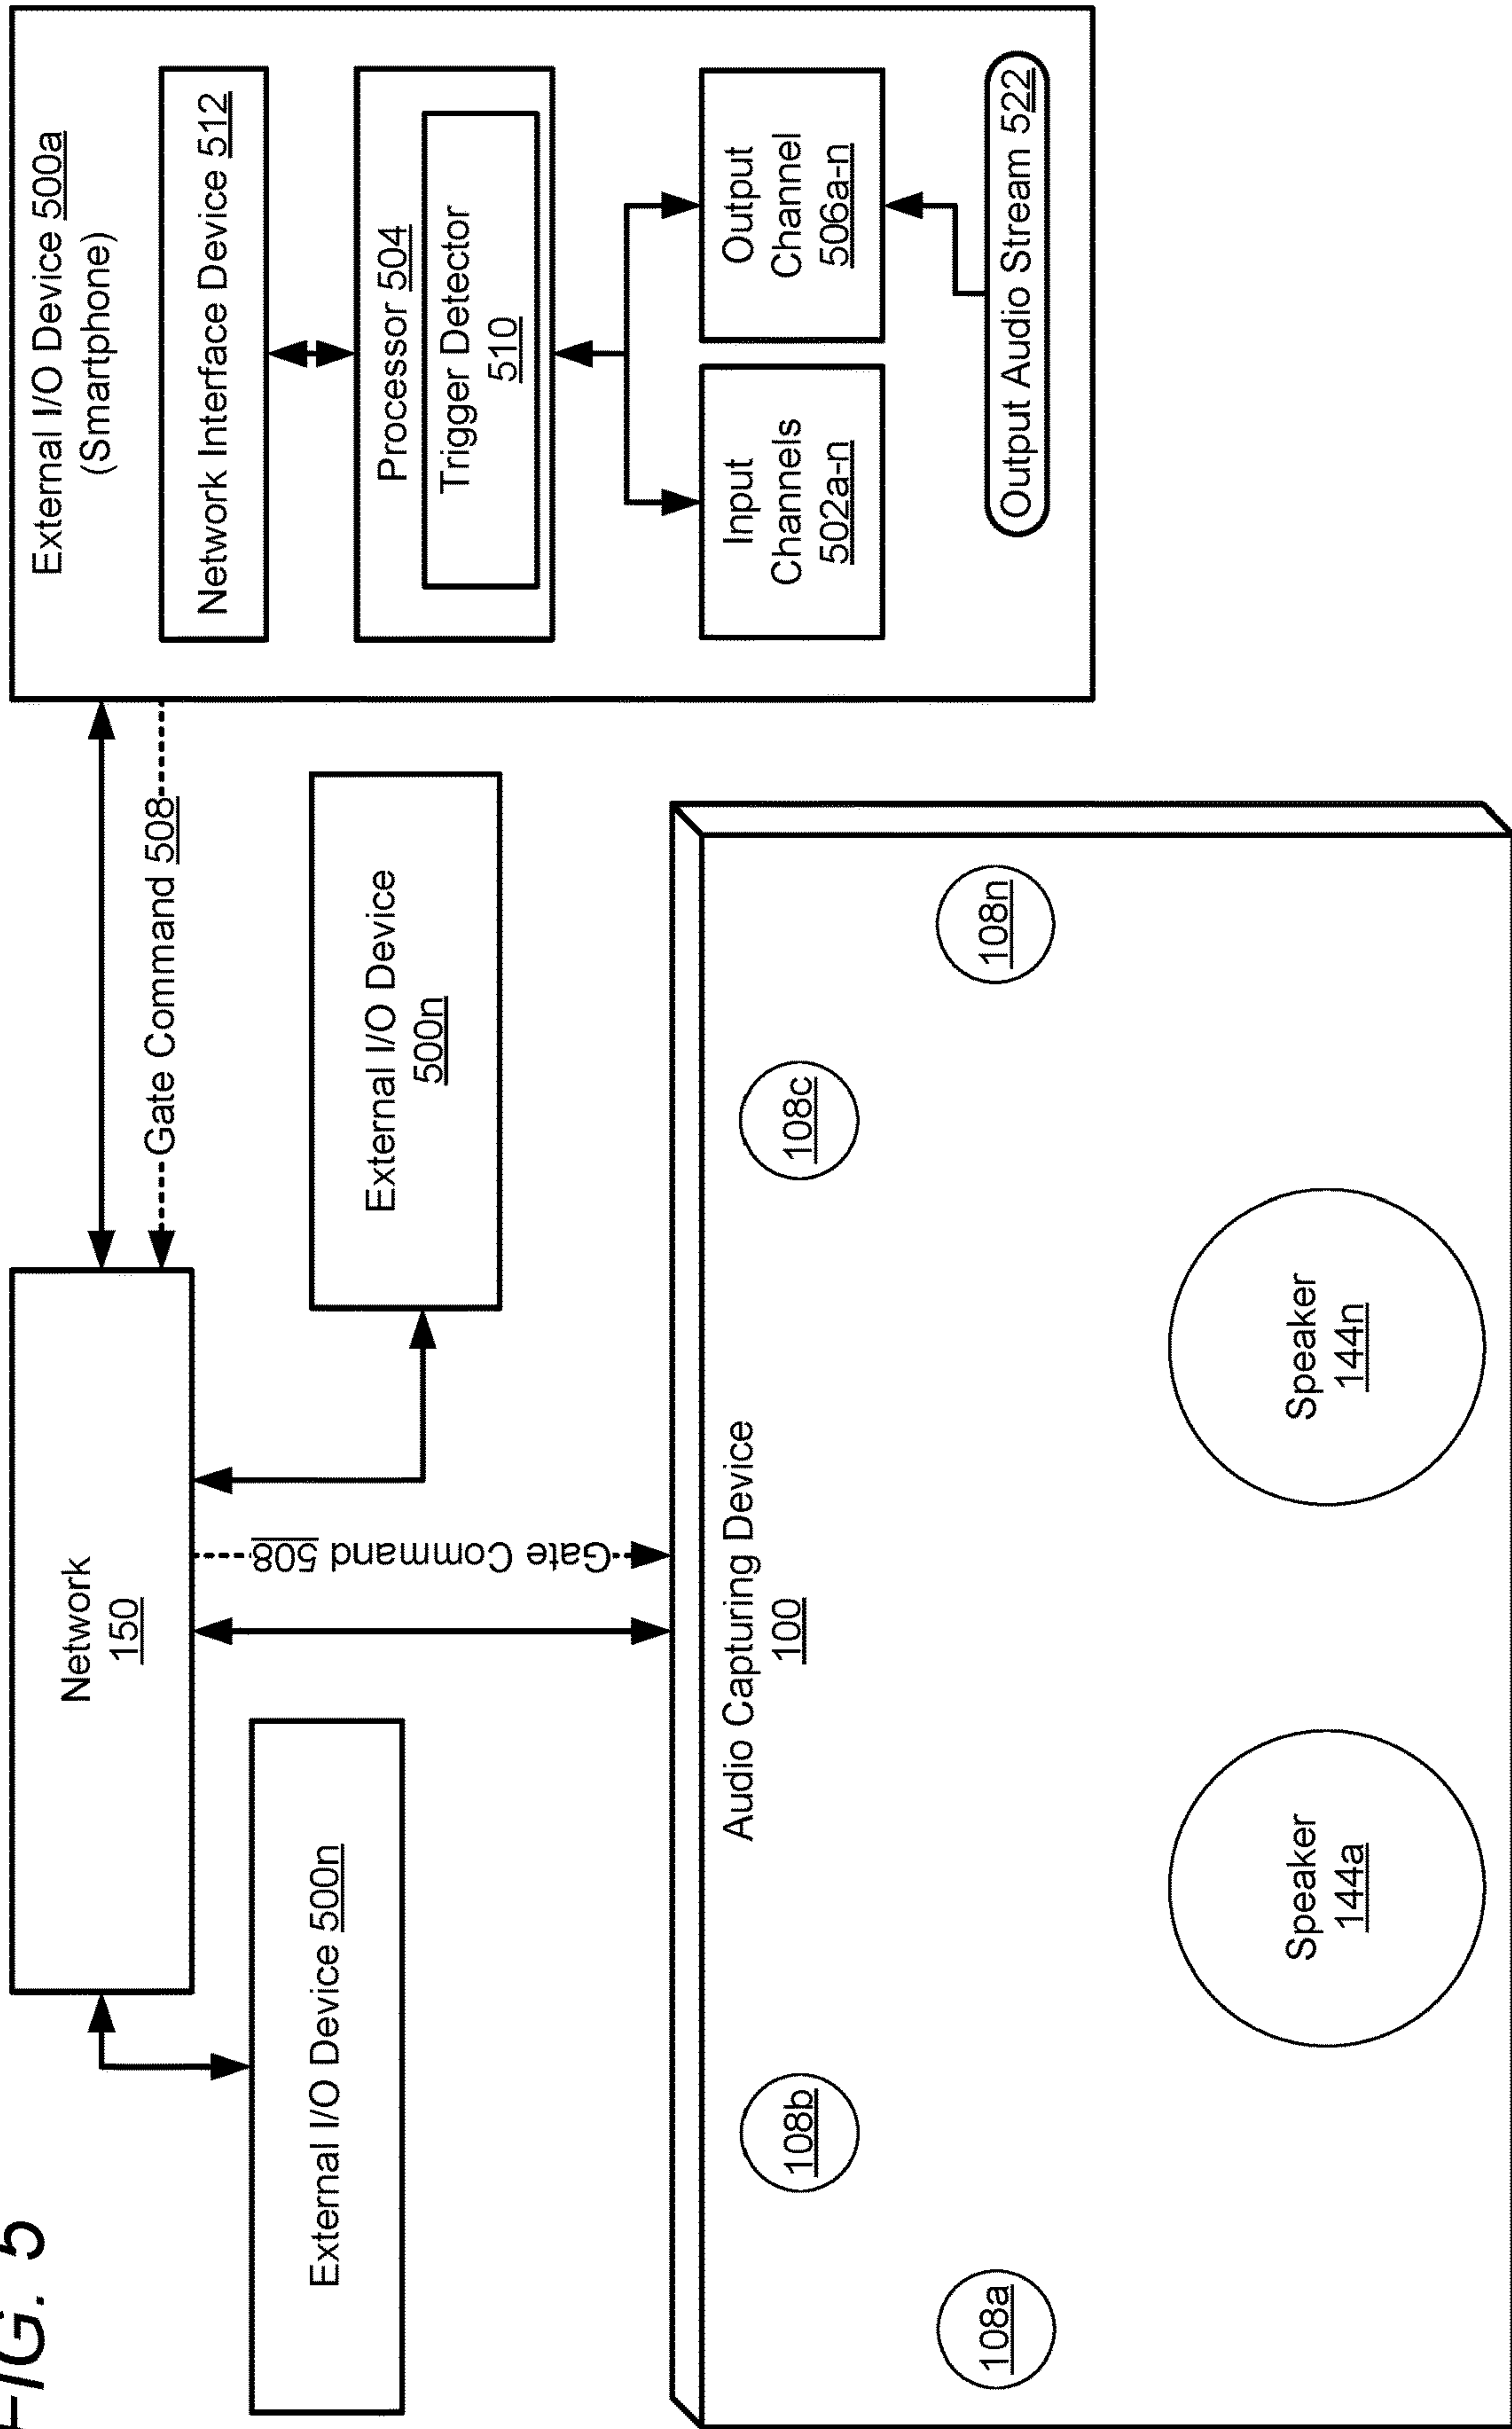 FIG. 5
Network
150
External I/O Device 500a
(Smartphone)
Network Interface Device 512
Gate Command 508
External I/O Device 500n
Gate Command 508
External I/O Device
500n
Processor 504
Trigger Detector
510
Input
Channels
502a-n
Output
Channel
506a-n
Output Audio Stream 522
Audio Capturing Device
100
108a
108b
108c
108n
Speaker
144a
Speaker
144n